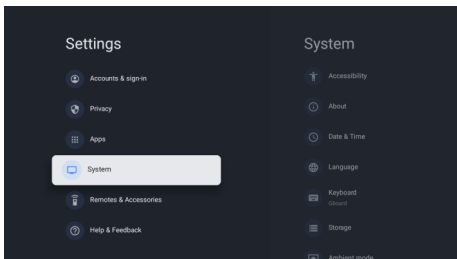 Settings
Accounts & sign-in
Privacy
Apps
System
Remotes & Accessories
Help & Feedback
System
Accessibility
About
Date & Time
Language
Keyboard
Gboard
Storage
Ambient mode